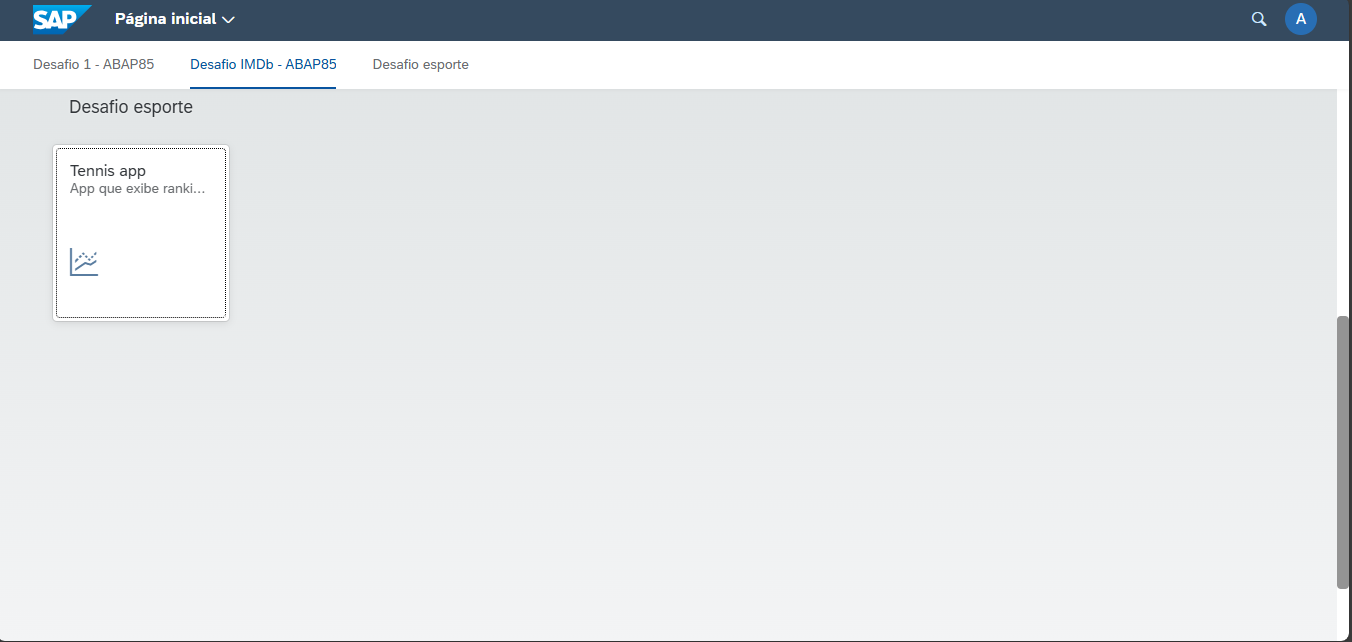 SAP Página inicial A
Desafio 1 - ABAP85 Desafio IMDb - ABAP85 Desafio esporte
Desafio esporte
Tennis app
App que exibe ranki...